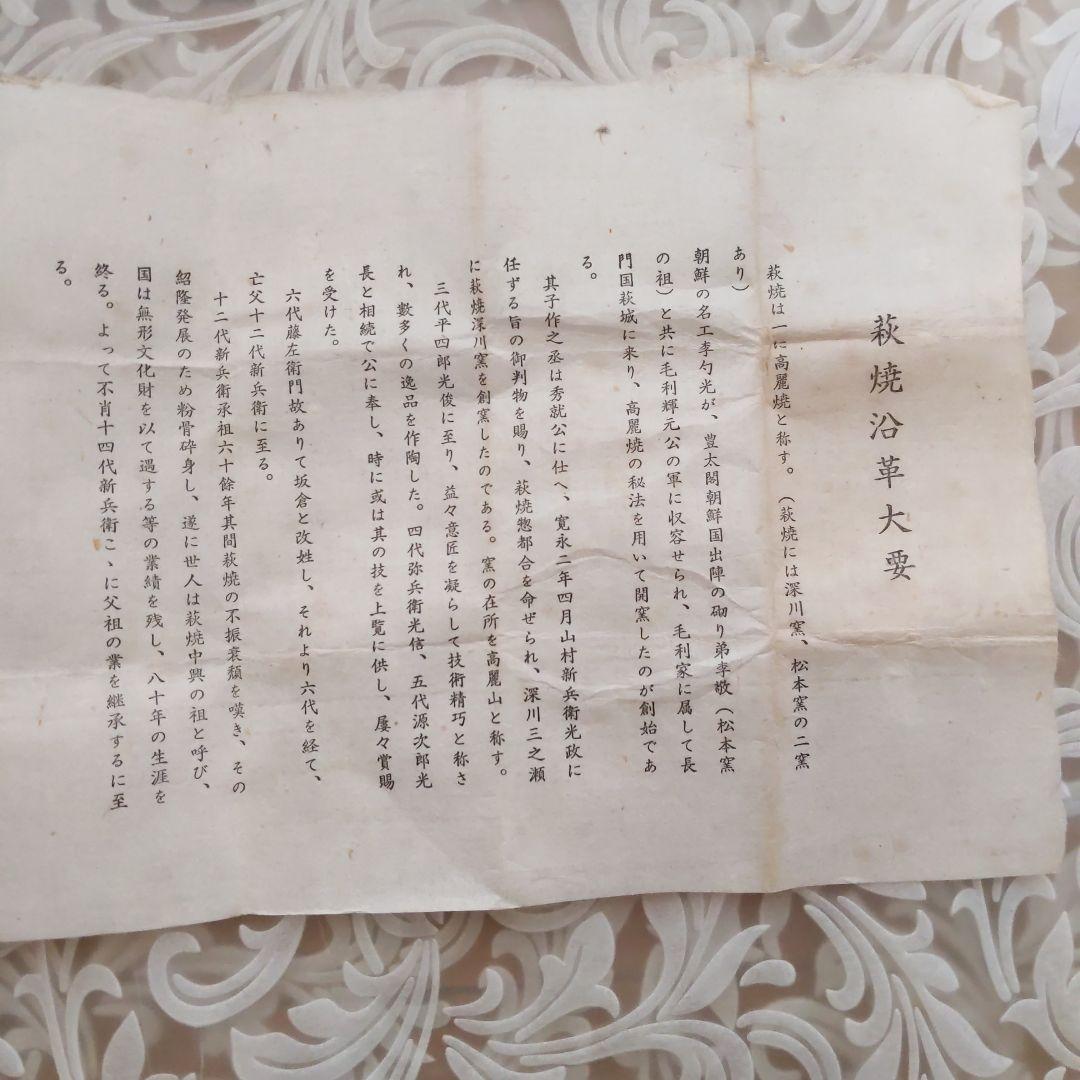 萩焼沿革大要
萩焼は一に高麗焼と称す。（萩焼には深川窯、松本窯の二窯
あり）
朝鮮の名工李勺光が、豊太閤朝鮮国出陣の砌り弟李敬（松本窯
の祖）と共に毛利輝元公の軍に収容せられ、毛利家に属して長
門国萩城に来り、高麗焼の秘法を用いて開窯したのが創始であ
る。
其子作之丞は秀就公に仕へ、寛永二年四月山村新兵衛光政に
任ずる旨の御判物を賜り、萩焼惣都合を命ぜられ、深川三之瀬
に萩焼深川窯を創窯したのである。窯の在所を高麗山と称す。
三代平四郎光俊に至り、益々意匠を凝らして技術精巧と称さ
れ、數多くの逸品を作陶した。四代弥兵衛光信、五代源次郎光
長と相続で公に奉し、時に或は其の技を上覧に供し、屡々賞賜
を受けた。
六代藤左衛門故ありて坂倉と改姓し、それより六代を経て、
亡父十二代新兵衛に至る。
十二代新兵衛承祖六十餘年其間萩焼の不振衰頽を嘆き、その
紹隆発展のため粉骨砕身し、遂に世人は萩焼中興の祖と呼び、
国は無形文化財を以て遇する等の業績を残し、八十年の生涯を
終る。よって不肖十四代新兵衛こゝに父祖の業を継承するに至
る。